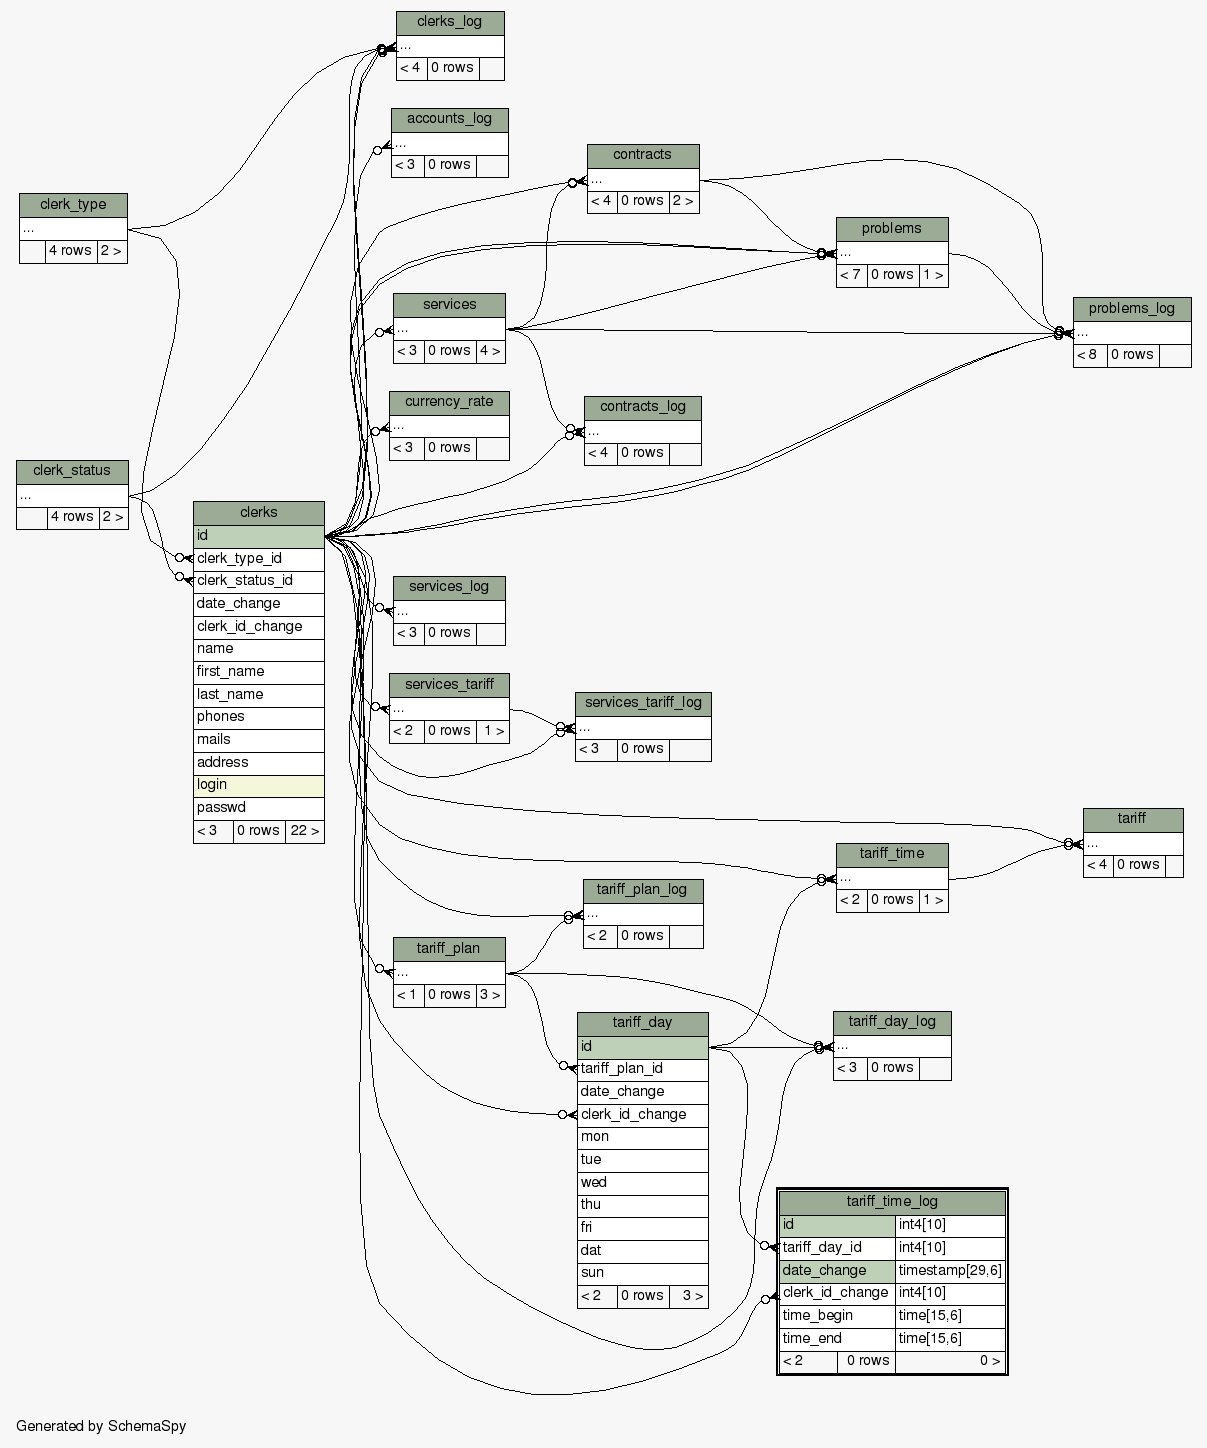 clerks_log
...
< 4 0 rows
accounts_log
...
< 3 0 rows
contracts
...
< 4 0 rows 2 >
clerk_type
...
4 rows 2 >
problems
...
< 7 0 rows 1 >
services
...
< 3 0 rows 4 >
problems_log
...
< 8 0 rows
currency_rate
...
< 3 0 rows
contracts_log
...
< 4 0 rows
clerk_status
...
4 rows 2 >
clerks
id
clerk_type_id
clerk_status_id
date_change
clerk_id_change
name
first_name
last_name
phones
mails
address
login
passwd
< 3 0 rows 22 >
services_log
...
< 3 0 rows
services_tariff
...
< 2 0 rows 1 >
services_tariff_log
...
< 3 0 rows
tariff
...
< 4 0 rows
tariff_time
...
< 2 0 rows 1 >
tariff_plan_log
...
< 2 0 rows
tariff_plan
...
< 1 0 rows 3 >
tariff_day
id
tariff_plan_id
date_change
clerk_id_change
mon
tue
wed
thu
fri
dat
sun
< 2 0 rows 3 >
tariff_day_log
...
< 3 0 rows
tariff_time_log
id int4[10]
tariff_day_id int4[10]
date_change timestamp[29,6]
clerk_id_change int4[10]
time_begin time[15,6]
time_end time[15,6]
< 2 0 rows 0 >
Generated by SchemaSpy